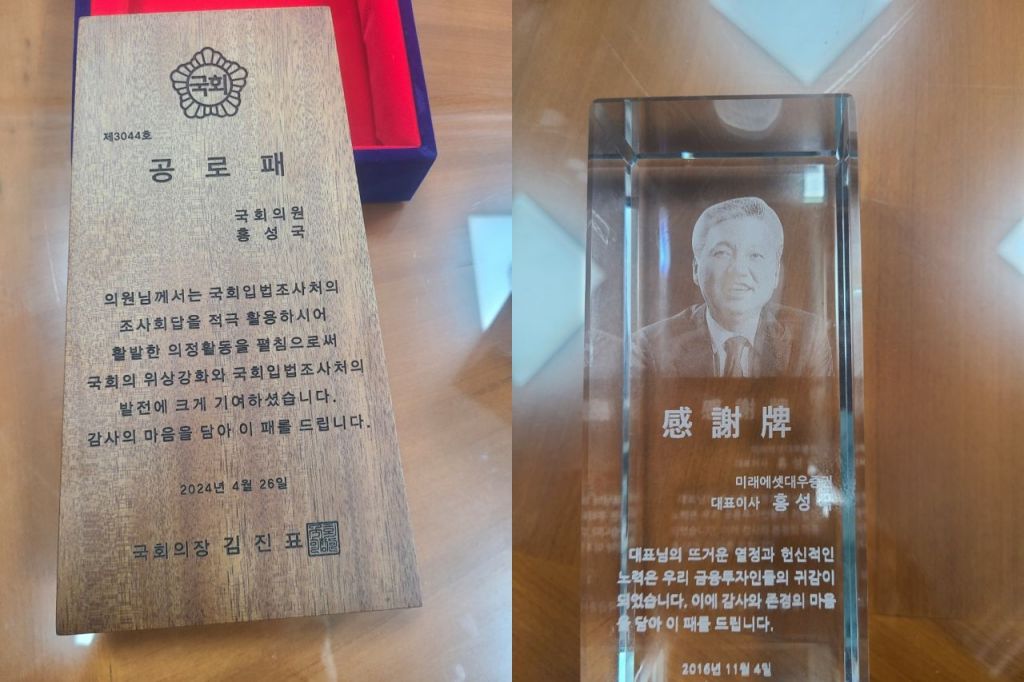 국회
제3044호
공로패
국회의원
홍성국
의원님께서는 국회입법조사처의
조사회답을 적극 활용하시어
활발한 의정활동을 펼침으로써
국회의 위상강화와 국회입법조사처의
발전에 크게 기여하셨습니다.
감사의 마음을 담아 이 패를 드립니다.
2024년 4월 26일
국회의장 김진표
感謝牌
미래에셋대우증권
대표이사 홍성
대표님의 뜨거운 열정과 헌신적인
노력은 우리 금융투자인들의 귀감이
되었습니다. 이에 감사와 존경의 마음
을 담아 이 패를 드립니다.
2016년 11월 4일